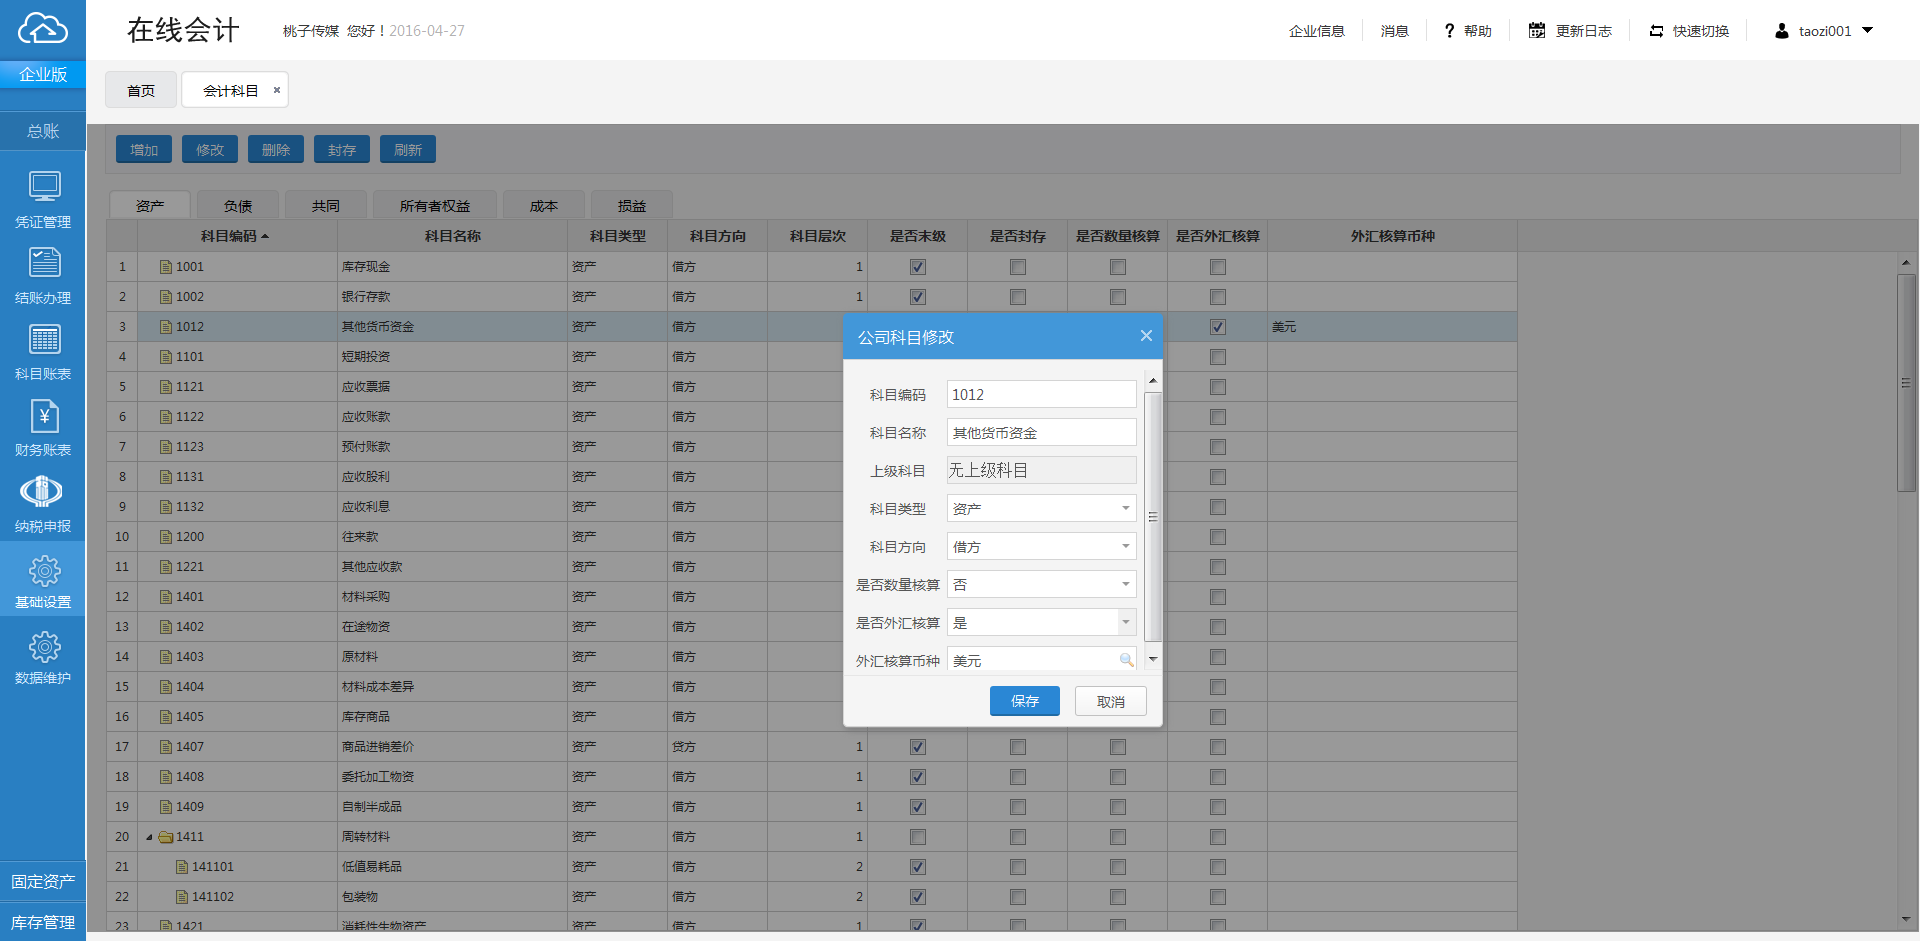 在线会计
桃子传媒 您好！2016-04-27
企业信息 消息 ? 帮助 更新日志 快速切换 taozi001
企业版
总账
凭证管理
结账办理
科目账表
¥
财务账表
纳税申报
基础设置
数据维护
固定资产
库存管理
首页 会计科目 ×
增加 修改 删除 封存 刷新
资产 负债 共同 所有者权益 成本 损益
科目编码 科目名称 科目类型 科目方向 科目层次 是否末级 是否封存 是否数量核算 是否外汇核算 外汇核算币种
1 1001 库存现金 资产 借方 1
2 1002 银行存款 资产 借方 1
3 1012 其他货币资金 资产 借方 美元
4 1101 短期投资 资产 借方
5 1121 应收票据 资产 借方
6 1122 应收账款 资产 借方
7 1123 预付账款 资产 借方
8 1131 应收股利 资产 借方
9 1132 应收利息 资产 借方
10 1200 往来款 资产 借方
11 1221 其他应收款 资产 借方
12 1401 材料采购 资产 借方
13 1402 在途物资 资产 借方
14 1403 原材料 资产 借方
15 1404 材料成本差异 资产 借方
16 1405 库存商品 资产 借方
17 1407 商品进销差价 资产 贷方 1
18 1408 委托加工物资 资产 借方 1
19 1409 自制半成品 资产 借方 1
20 1411 周转材料 资产 借方 1
21 141101 低值易耗品 资产 借方 2
22 141102 包装物 资产 借方 2
23 1421 消耗性生物资产 资产 借方 1
公司科目修改 ×
科目编码 1012
科目名称 其他货币资金
上级科目 无上级科目
科目类型 资产
科目方向 借方
是否数量核算 否
是否外汇核算 是
外汇核算币种 美元
保存 取消